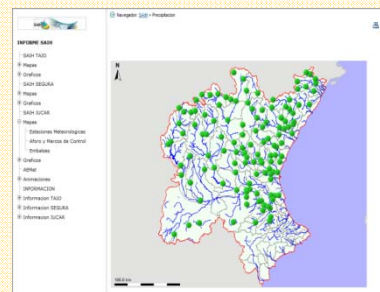 Navegador: SAIH > Precipitacion
INFORME SAIH
SAIH TAJO
Mapas
Graficos
SAIH SEGURA
Mapas
Graficos
SAIH JUCAR
Mapas
Estaciones Meteorologicas
Aforo y Marcos de Control
Embalses
Graficos
Animaciones
INFORMACION
Informacion TAJO
Informacion SEGURA
Informacion JUCAR
N